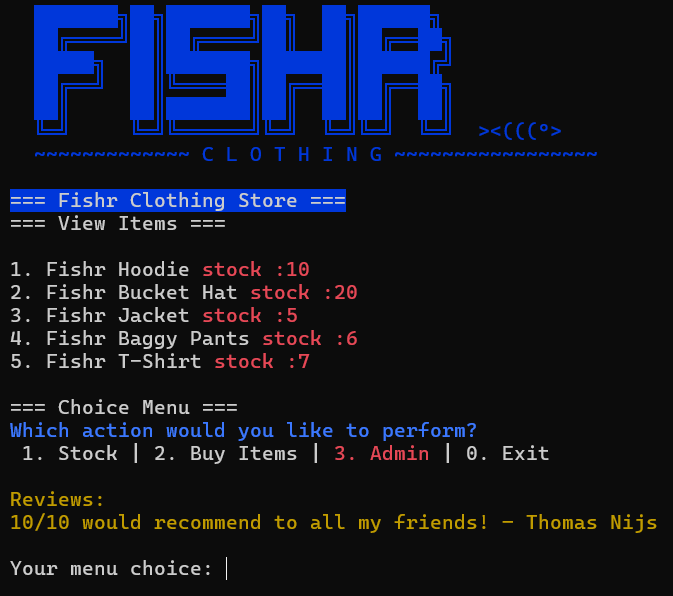 FISHR
><(((°>
~~~~~~~~~~~~~ C L O T H I N G ~~~~~~~~~~~~~~~~~
=== Fishr Clothing Store ===
=== View Items ===
1. Fishr Hoodie stock :10
2. Fishr Bucket Hat stock :20
3. Fishr Jacket stock :5
4. Fishr Baggy Pants stock :6
5. Fishr T-Shirt stock :7
=== Choice Menu ===
Which action would you like to perform?
1. Stock | 2. Buy Items | 3. Admin | 0. Exit
Reviews:
10/10 would recommend to all my friends! - Thomas Nijs
Your menu choice: